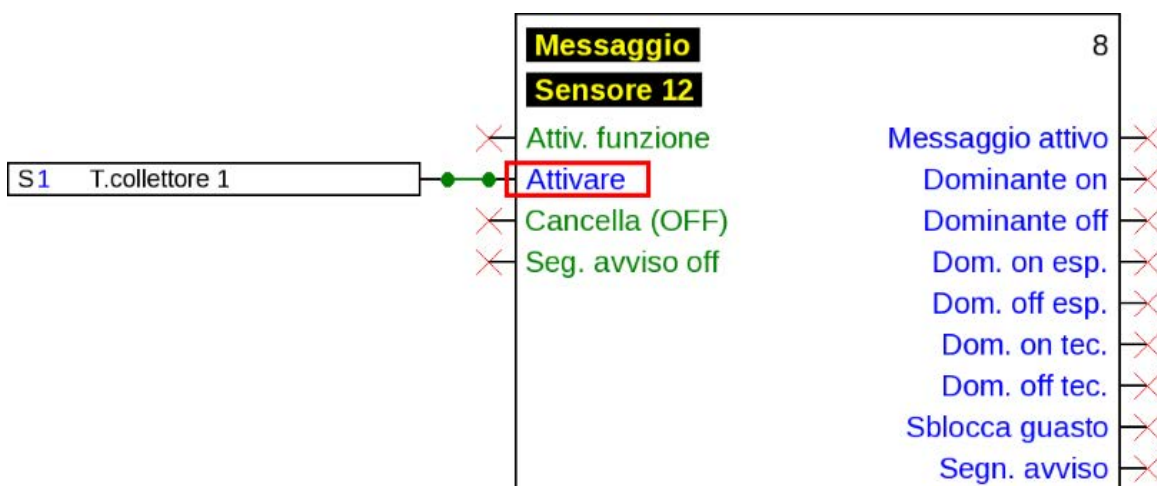 Messaggio 8
Sensore 12
Attiv. funzione Messaggio attivo
S1 T.collettore 1 Attivare Dominante on
Cancella (OFF) Dominante off
Seg. avviso off Dom. on esp.
Dom. off esp.
Dom. on tec.
Dom. off tec.
Sblocca guasto
Segn. avviso